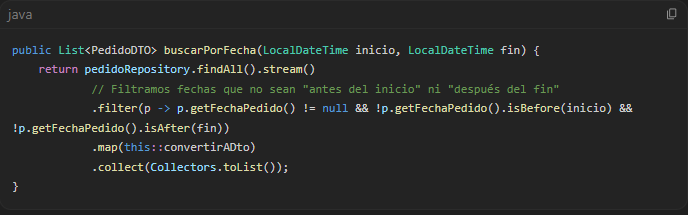 java
public List<PedidoDTO> buscarPorFecha(LocalDateTime inicio, LocalDateTime fin) {
    return pedidoRepository.findAll().stream()
            // Filtramos fechas que no sean "antes del inicio" ni "después del fin"
            .filter(p -> p.getFechaPedido() != null && !p.getFechaPedido().isBefore(inicio) &&
!p.getFechaPedido().isAfter(fin))
            .map(this::convertirADto)
            .collect(Collectors.toList());
}